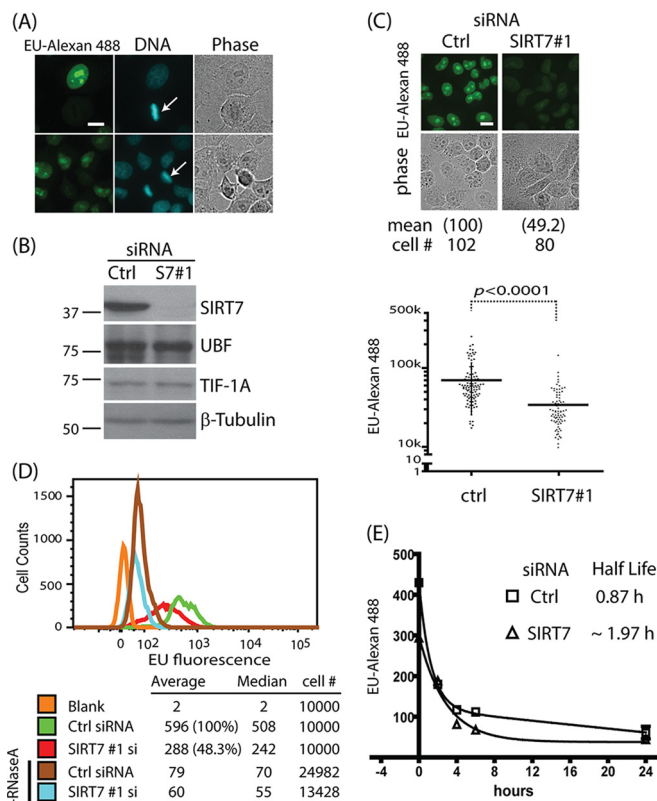 (A)
EU-Alexan 488 DNA Phase
(B)
siRNA
Ctrl S7#1
37 SIRT7
75 UBF
75 TIF-1A
50 β-Tubulin
(C)
siRNA
Ctrl SIRT7#1
EU-Alexan 488
phase
mean (100) (49.2)
cell # 102 80
p<0.0001
500k
100k
10k
10
1
EU-Alexan 488
ctrl SIRT7#1
(D)
1500
1000
500
0
Cell Counts
0 102 103 104 105
EU fluorescence
Average Median cell #
Blank 2 2 10000
Ctrl siRNA 596 (100%) 508 10000
SIRT7 #1 si 288 (48.3%) 242 10000
Ctrl siRNA 79 70 24982
SIRT7 #1 si 60 55 13428
-RNaseA
(E)
500
400
300
200
100
EU-Alexan 488
siRNA Half Life
Ctrl 0.87 h
SIRT7 ~ 1.97 h
-4 0 4 8 12 16 20 24
hours